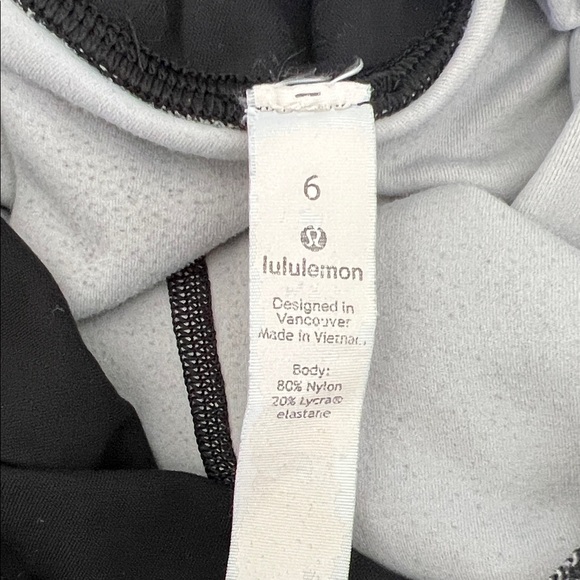 6
lululemon
Designed in
Vancouver
Made in Vietnam
Body:
80% Nylon
20% Lycra®
elastane